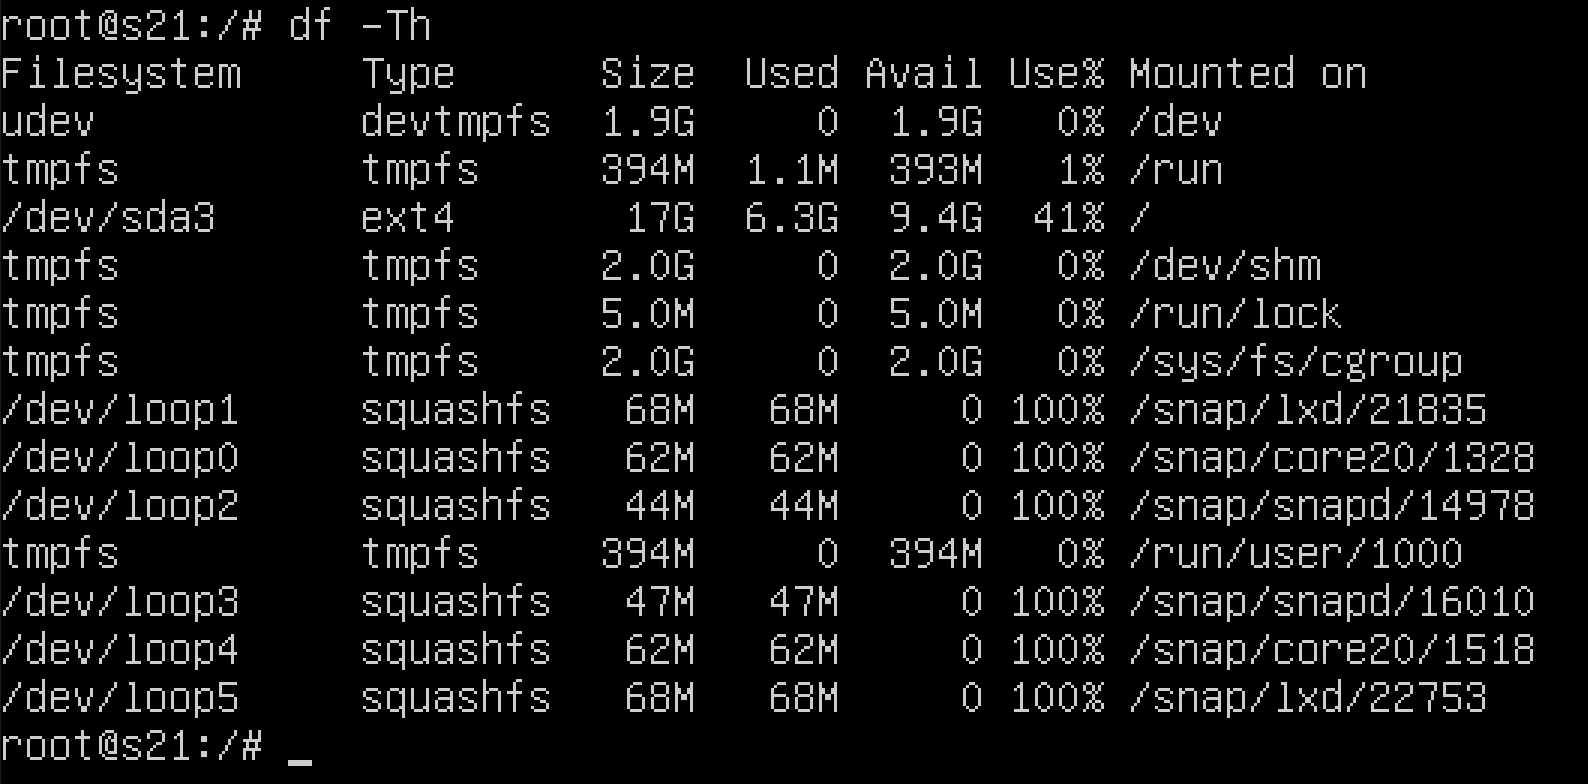 root@s21:/# df -Th
Filesystem     Type      Size  Used Avail Use% Mounted on
udev           devtmpfs  1.9G     0  1.9G   0% /dev
tmpfs          tmpfs     394M  1.1M  393M   1% /run
/dev/sda3      ext4       17G  6.3G  9.4G  41% /
tmpfs          tmpfs     2.0G     0  2.0G   0% /dev/shm
tmpfs          tmpfs     5.0M     0  5.0M   0% /run/lock
tmpfs          tmpfs     2.0G     0  2.0G   0% /sys/fs/cgroup
/dev/loop1     squashfs   68M   68M     0 100% /snap/lxd/21835
/dev/loop0     squashfs   62M   62M     0 100% /snap/core20/1328
/dev/loop2     squashfs   44M   44M     0 100% /snap/snapd/14978
tmpfs          tmpfs     394M     0  394M   0% /run/user/1000
/dev/loop3     squashfs   47M   47M     0 100% /snap/snapd/16010
/dev/loop4     squashfs   62M   62M     0 100% /snap/core20/1518
/dev/loop5     squashfs   68M   68M     0 100% /snap/lxd/22753
root@s21:/# _